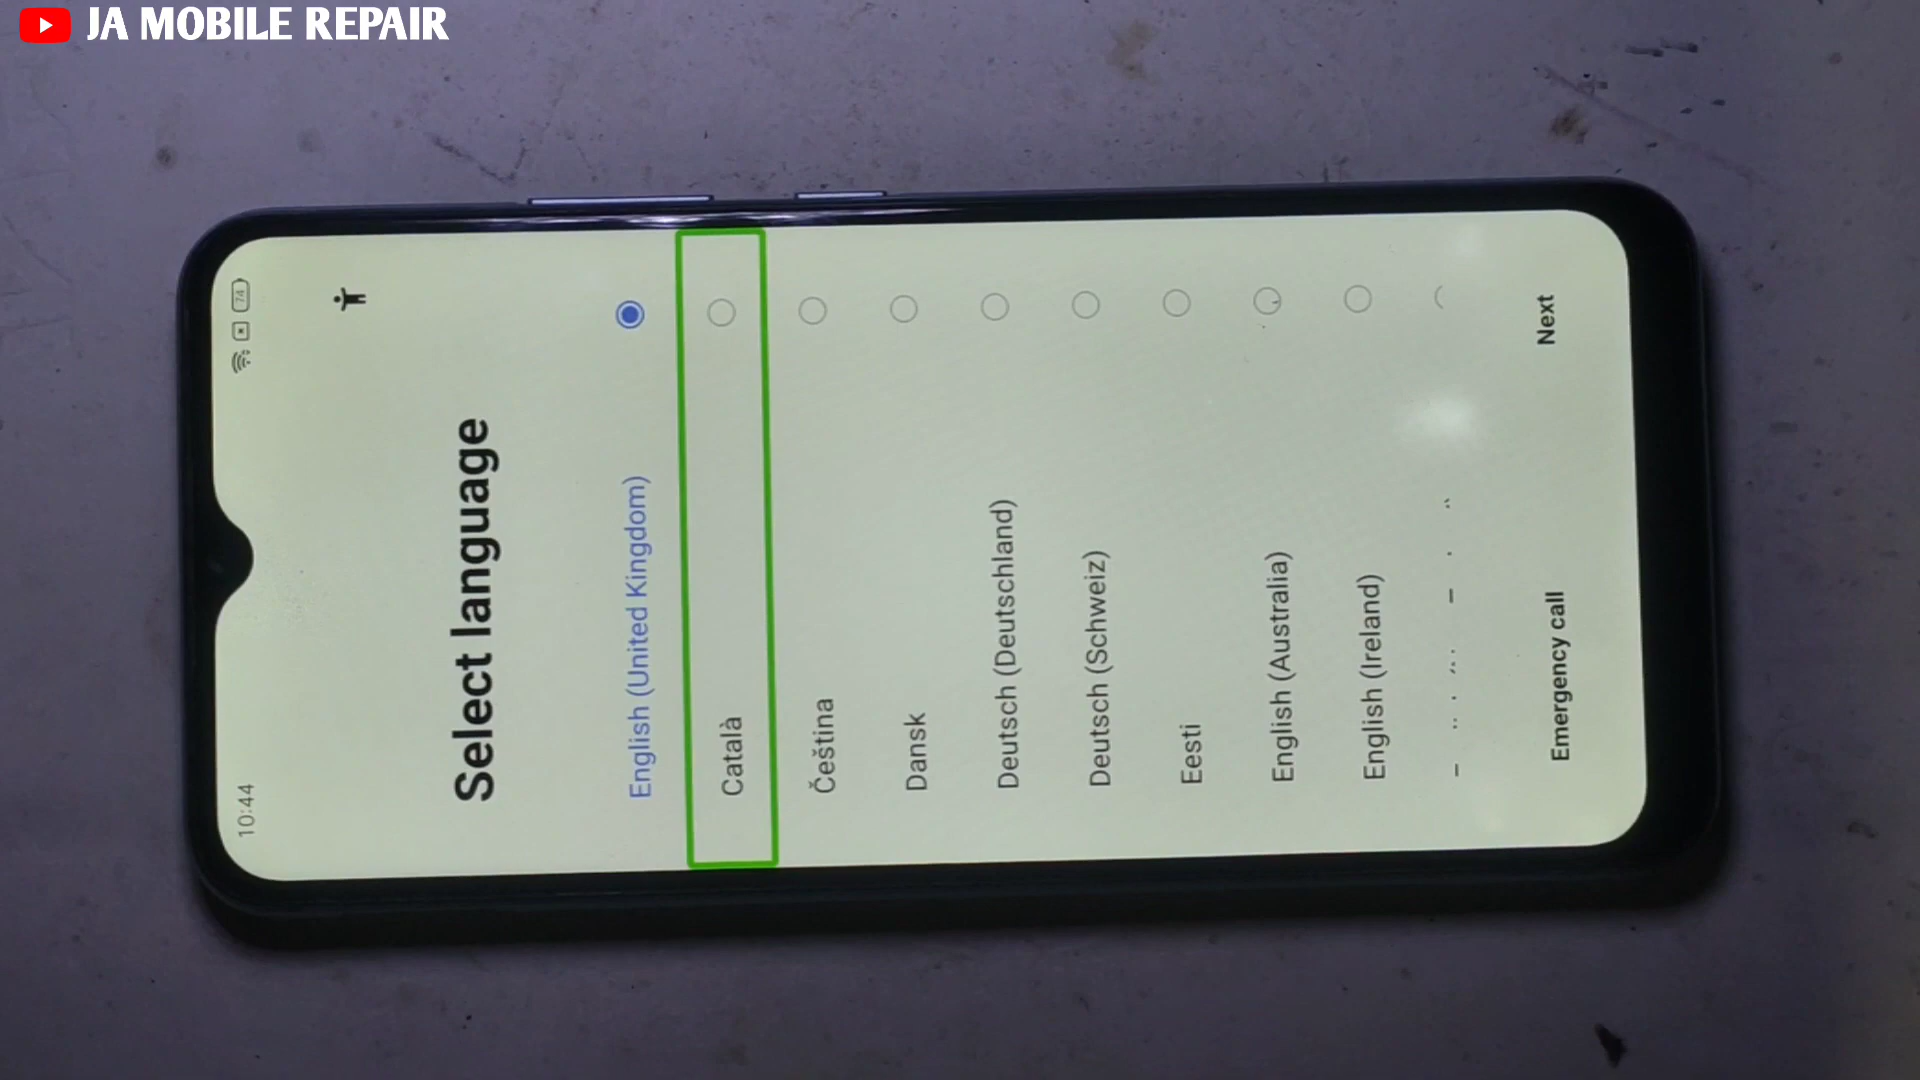 JA MOBILE REPAIR
10:44
74
Select language
English (United Kingdom)
Català
Čeština
Dansk
Deutsch (Deutschland)
Deutsch (Schweiz)
Eesti
English (Australia)
English (Ireland)
Emergency call
Next